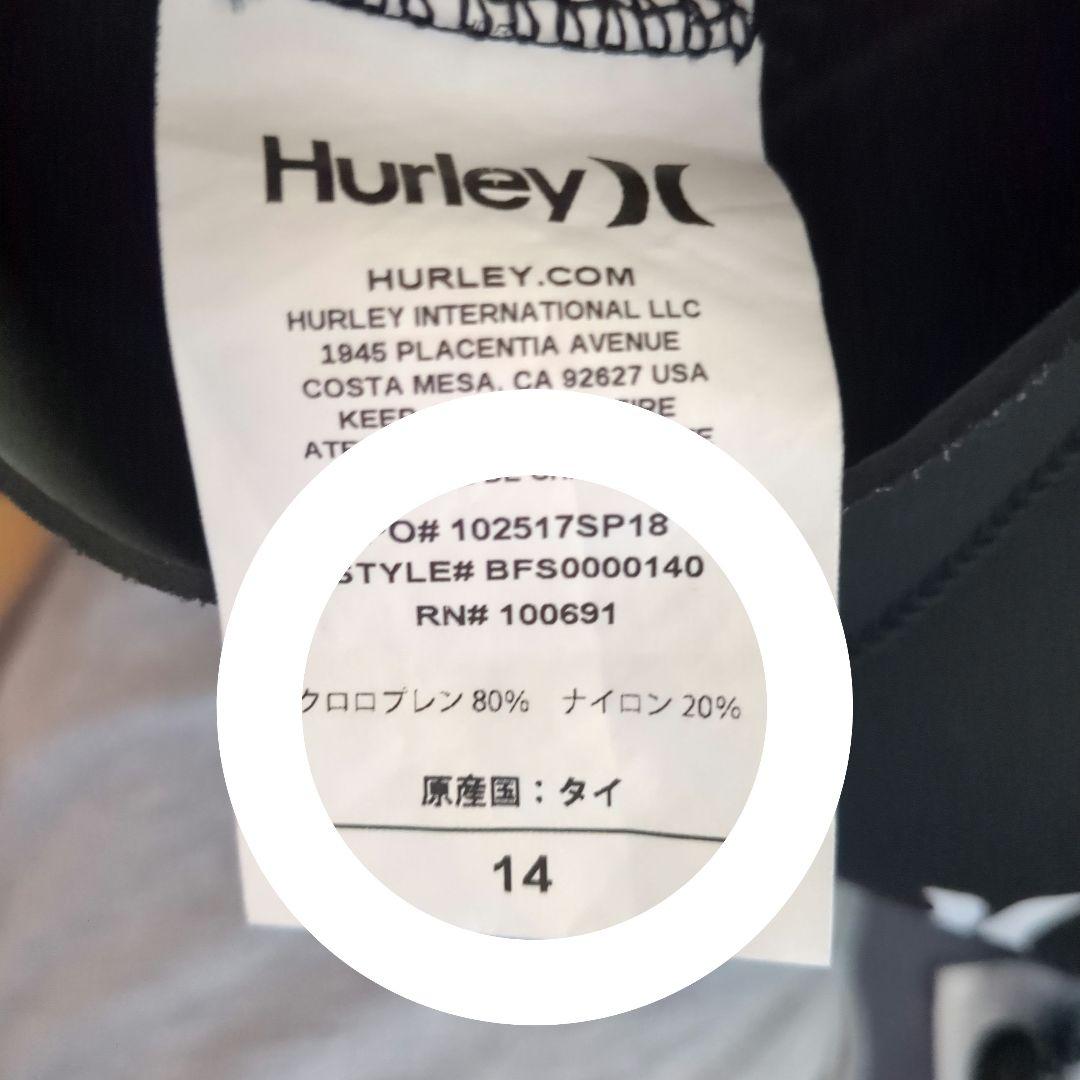 Hurley
HURLEY.COM
HURLEY INTERNATIONAL LLC
1945 PLACENTIA AVENUE
COSTA MESA, CA 92627 USA
KEEP
O# 102517SP18
STYLE# BFS0000140
RN# 100691
クロロプレン 80% ナイロン 20%
原産国：タイ
14